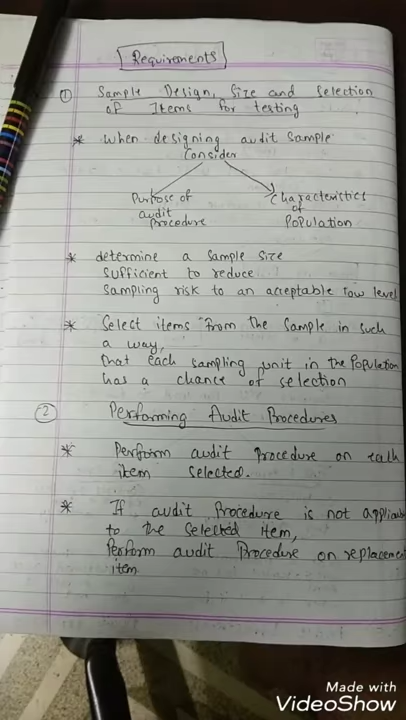 Requirements
① Sample Design, Size and Selection
of Items for testing
* When designing audit sample
Consider
Purpose of
audit
procedure
Characteristics
of
Population
* determine a Sample Size
Sufficient to reduce
Sampling risk to an acceptable low level
* Select items from the Sample in such
a way,
that each sampling unit in the Population
has a chance of selection
② Performing Audit Procedures
* Perform audit Procedure on each
item selected.
* If audit Procedure is not applicab
to the selected item,
Perform audit Procedure on replacemen
item
Made with
VideoShow